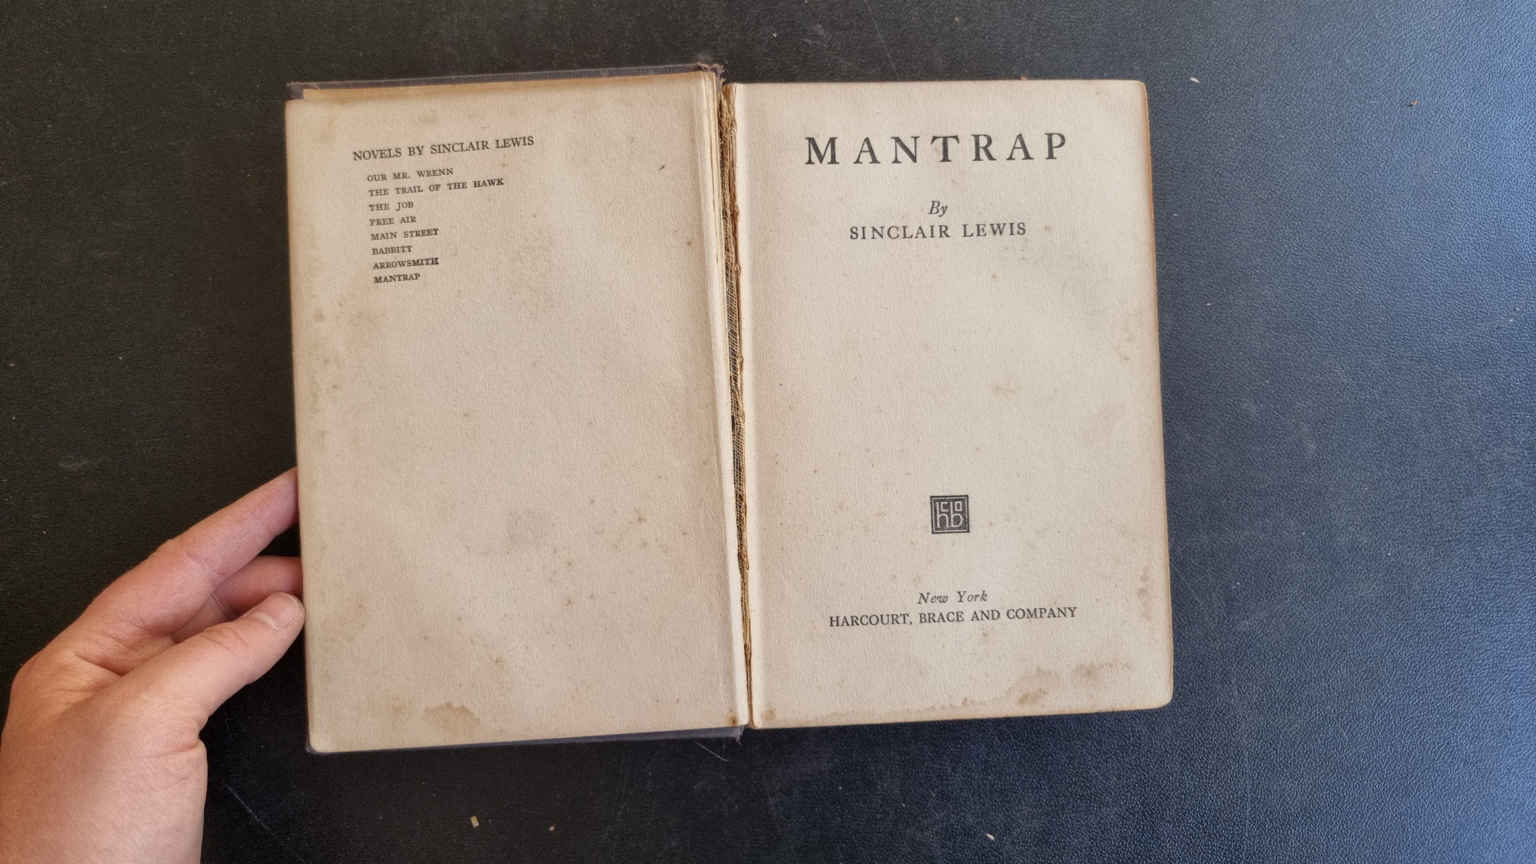 NOVELS BY SINCLAIR LEWIS
OUR MR. WRENN
THE TRAIL OF THE HAWK
THE JOB
FREE AIR
MAIN STREET
BABBITT
ARROWSMITH
MANTRAP
MANTRAP
By
SINCLAIR LEWIS
hcbo
New York
HARCOURT, BRACE AND COMPANY